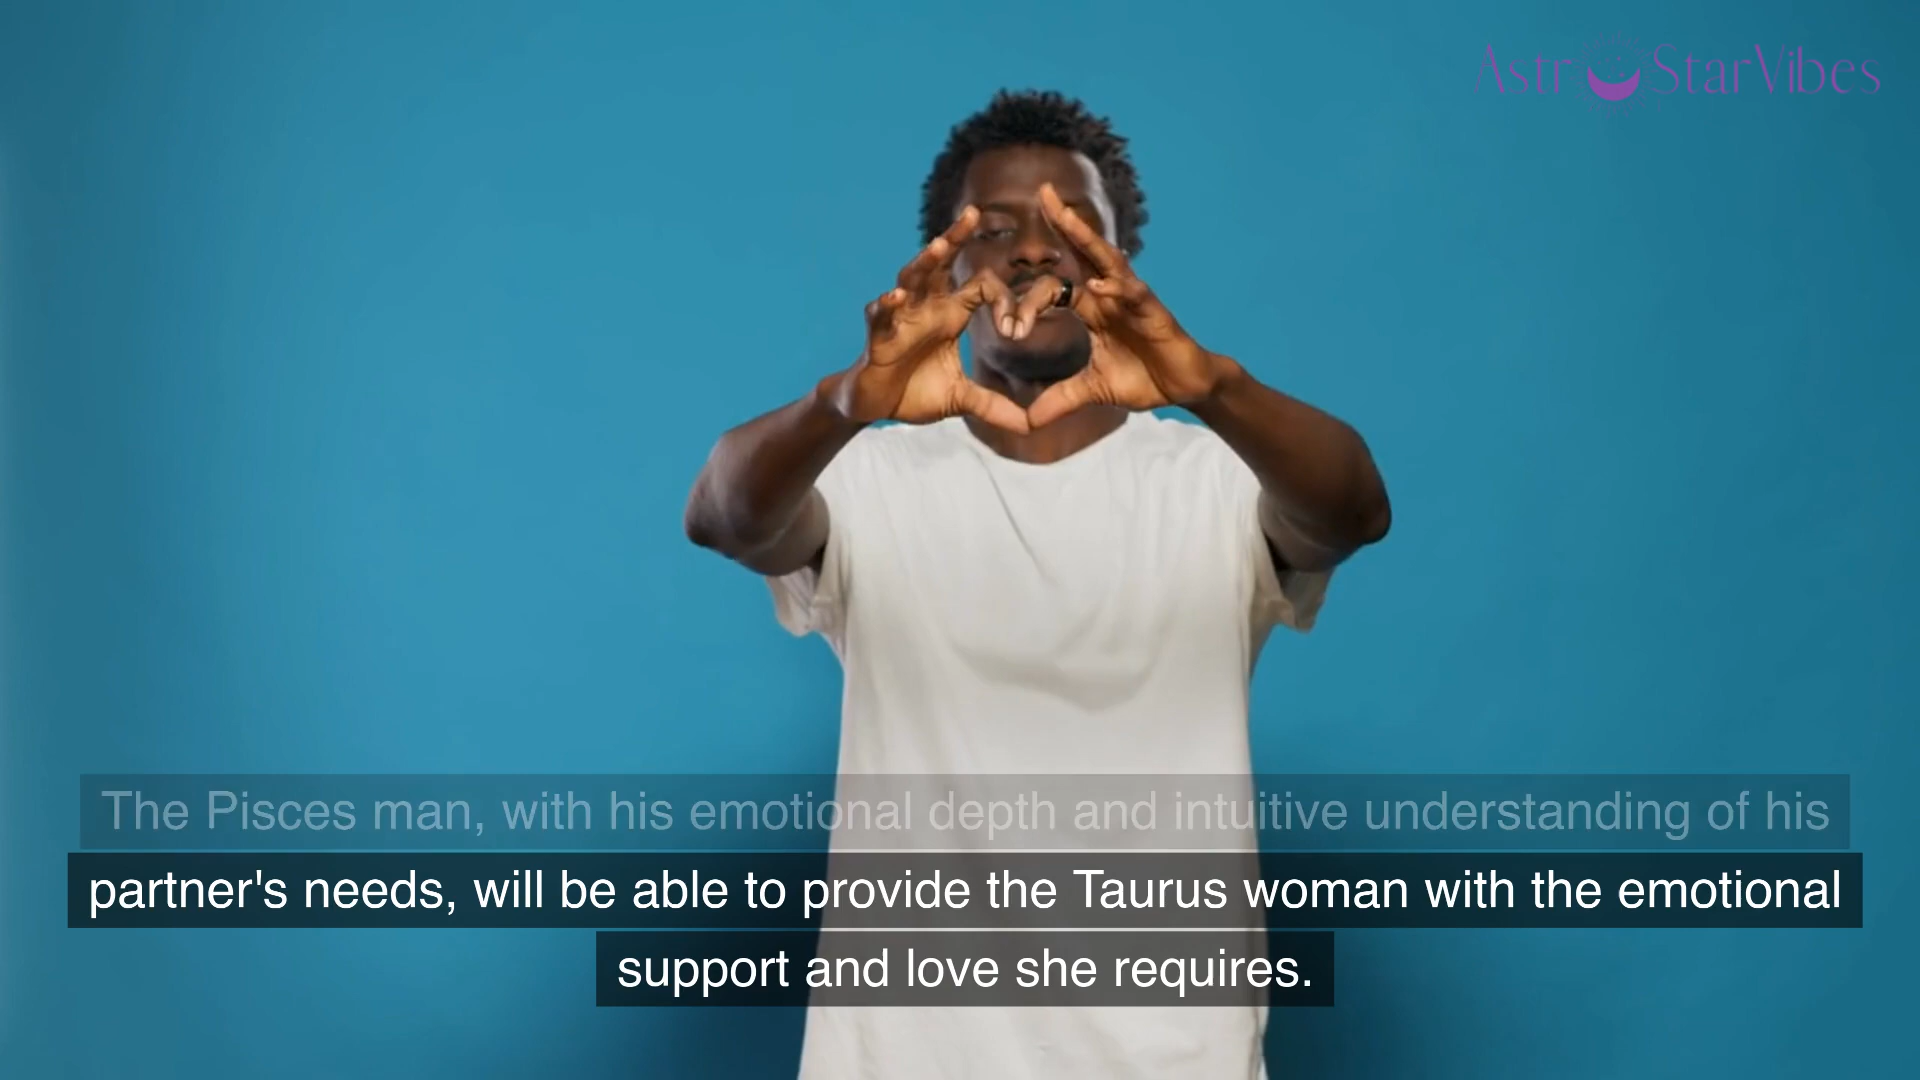 AstroStarVibes
The Pisces man, with his emotional depth and intuitive understanding of his
partner's needs, will be able to provide the Taurus woman with the emotional
support and love she requires.